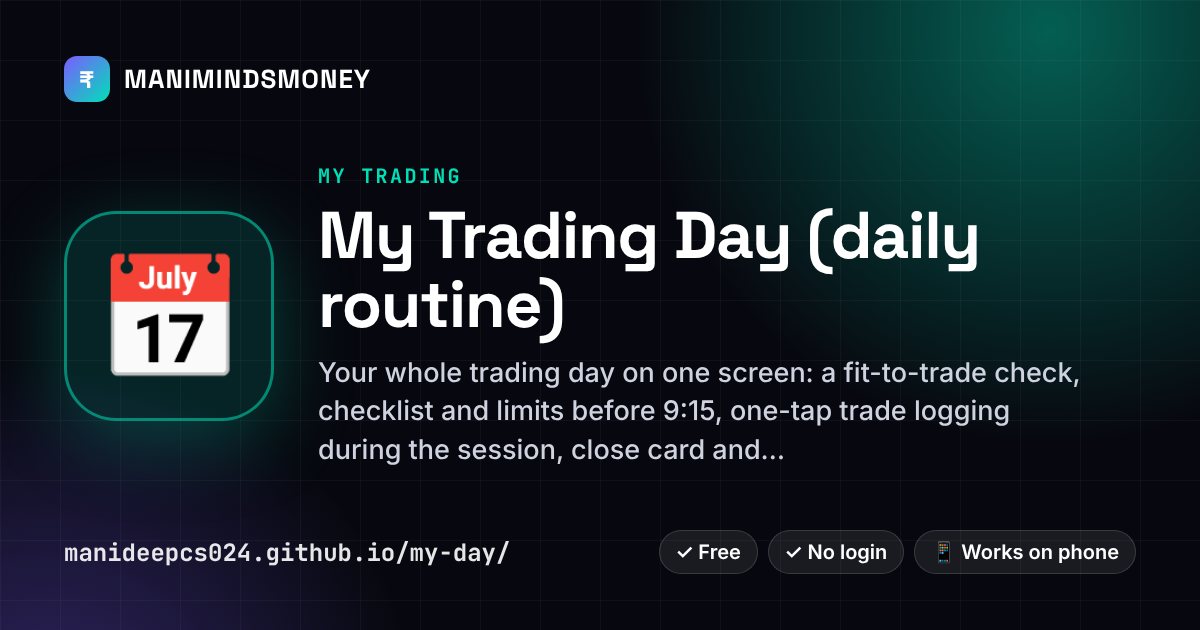 ₹ MANIMINDSMONEY
MY TRADING
My Trading Day (daily
routine)
July
17
Your whole trading day on one screen: a fit-to-trade check,
checklist and limits before 9:15, one-tap trade logging
during the session, close card and...
manideepcs024.github.io/my-day/
✓ Free
✓ No login
Works on phone